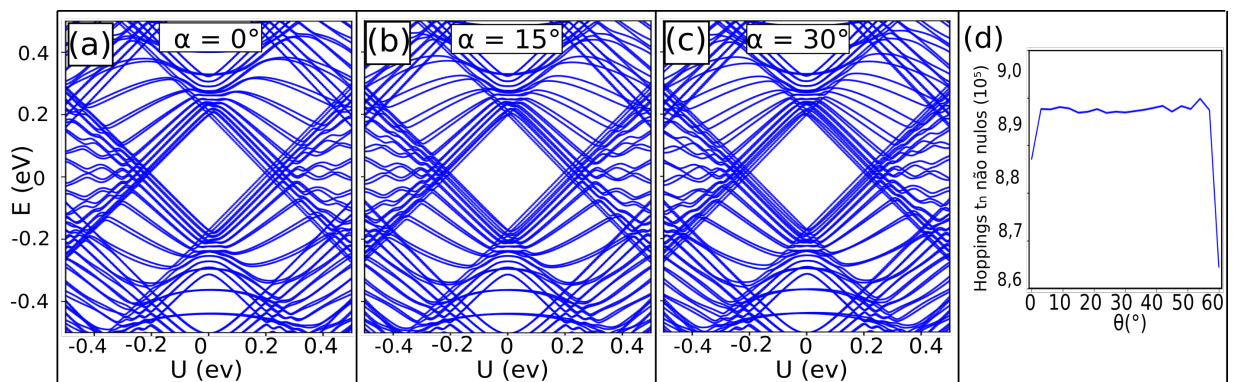 (a)
α = 0°
(b)
α = 15°
(c)
α = 30°
(d)
E (eV)
0.4
0.2
0
-0.2
-0.4
-0.4
-0.2
0
0.2
0.4
U (ev)
-0.4
-0.2
0
0.2
0.4
U (ev)
-0.4
-0.2
0
0.2
0.4
U (ev)
Hoppings tₙ não nulos (10⁵)
9,0
8,9
8,8
8,7
8,6
0
10
20
30
40
50
60
θ(°)